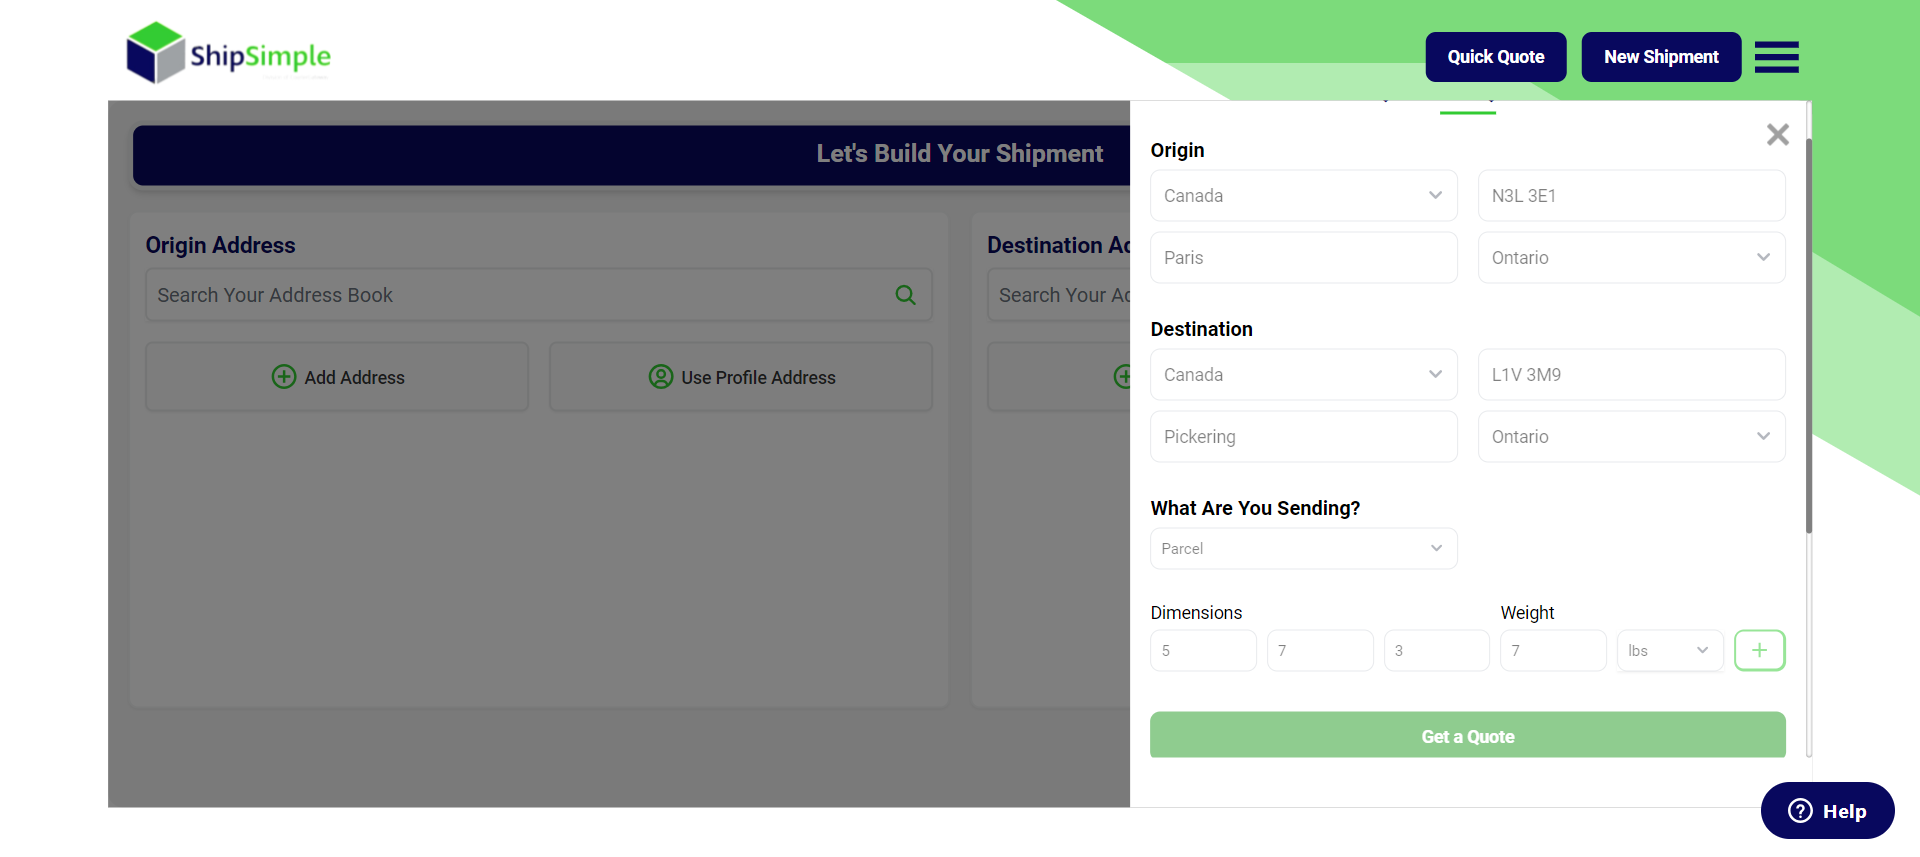 ShipSimple
Quick Quote
New Shipment
Let's Build Your Shipment
Origin Address
Search Your Address Book
Add Address
Use Profile Address
Destination
Search Your
Origin
Canada
N3L 3E1
Paris
Ontario
Destination
Canada
L1V 3M9
Pickering
Ontario
What Are You Sending?
Parcel
Dimensions
Weight
5
7
3
7
lbs
Get a Quote
Help